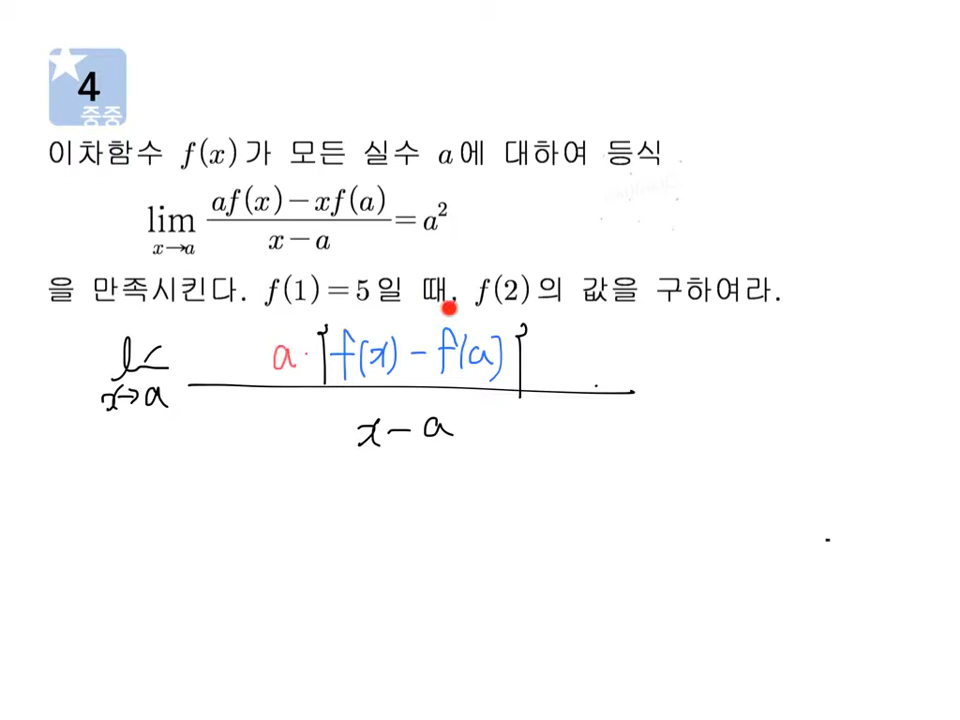 4
중중
이차함수 f(x)가 모든 실수 a에 대하여 등식
lim x→a (af(x)−xf(a))/(x−a) = a²
을 만족시킨다. f(1)=5일 때, f(2)의 값을 구하여라.
lim x→a a·{f(x)−f(a)}
x−a